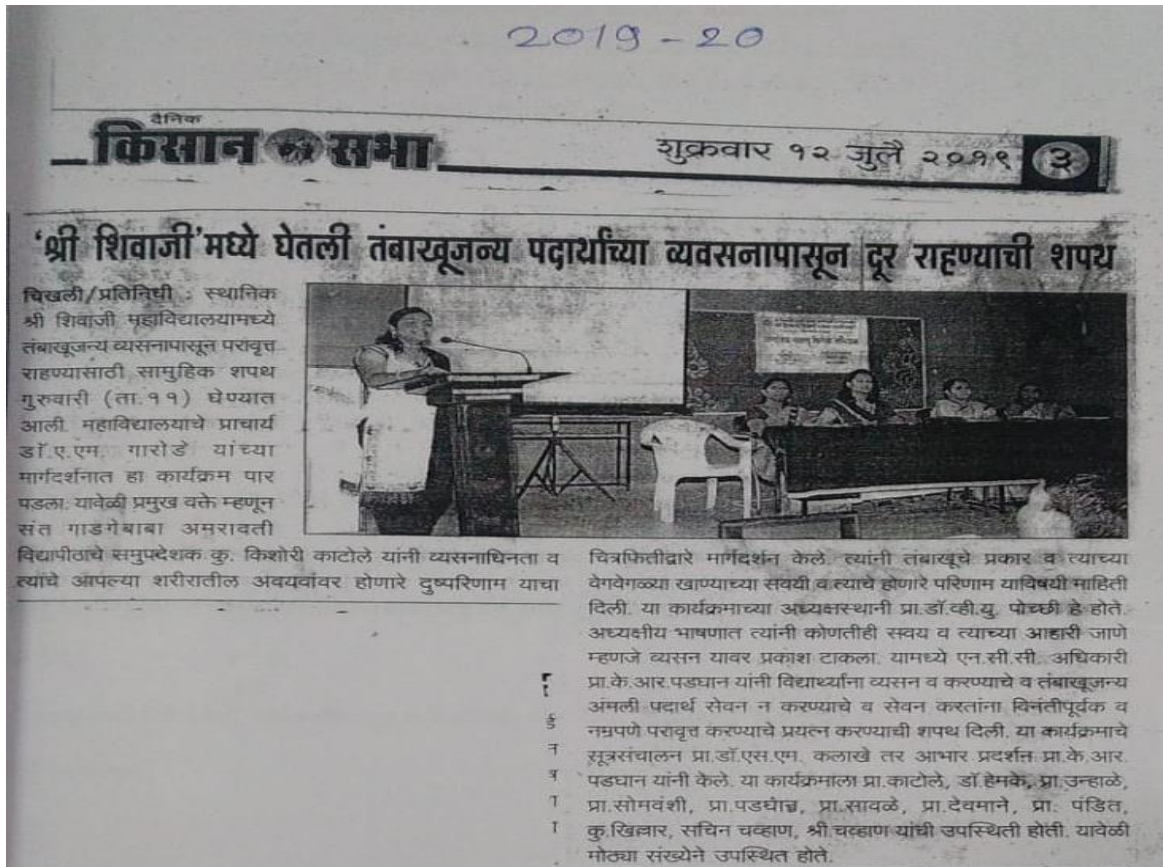 2019-20
दैनिक
किसान सभा
शुक्रवार १२ जुलै २०१९ ३
'श्री शिवाजी'मध्ये घेतली तंबाखूजन्य पदार्थांच्या व्यवसनापासून दूर राहण्याची शपथ
चिखली/प्रतिनिधी : स्थानिक
श्री शिवाजी महाविद्यालयामध्ये
तंबाखूजन्य व्यसनापासून परावृत्त
राहण्यासाठी सामुहिक शपथ
गुरुवारी (ता.११) घेण्यात
आली. महाविद्यालयाचे प्राचार्य
डॉ.ए.एम. गारोडे यांच्या
मार्गदर्शनात हा कार्यक्रम पार
पडला. यावेळी प्रमुख वक्ते म्हणून
संत गाडगेबाबा अमरावती
विद्यापीठाचे समुपदेशक कु. किशोरी काटोले यांनी व्यसनाधिनता व
त्यांचे आपल्या शरीरातील अवयवांवर होणारे दुष्परिणाम याचा
चित्रफितीद्वारे मार्गदर्शन केले. त्यांनी तंबाखूचे प्रकार व त्याच्या
वेगवेगळ्या खाण्याच्या सवयी व त्याचे होणारे परिणाम याविषयी माहिती
दिली. या कार्यक्रमाच्या अध्यक्षस्थानी प्रा.डॉ.व्ही.यु. पोच्छी हे होते.
अध्यक्षीय भाषणात त्यांनी कोणतीही सवय व त्याच्या आहारी जाणे
म्हणजे व्यसन यावर प्रकाश टाकला. यामध्ये एन.सी.सी. अधिकारी
प्रा.के.आर.पडघान यांनी विद्यार्थ्यांना व्यसन व करण्याचे व तंबाखूजन्य
अंमली पदार्थ सेवन न करण्याचे व सेवन करतांना विनंतीपूर्वक व
नम्रपणे परावृत्त करण्याचे प्रयत्न करण्याची शपथ दिली. या कार्यक्रमाचे
सूत्रसंचालन प्रा.डॉ.एस.एम. कलाखे तर आभार प्रदर्शन प्रा.के.आर.
पडघान यांनी केले. या कार्यक्रमाला प्रा.काटोले, डॉ.हेमके, प्रा.उन्हाळे,
प्रा.सोमवंशी, प्रा.पडघान, प्रा.सावळे, प्रा.देवमाने, प्रा. पंडित,
कु.खिल्लार, सचिन चव्हाण, श्री.चव्हाण यांची उपस्थिती होती. यावेळी
मोठ्या संख्येने उपस्थित होते.